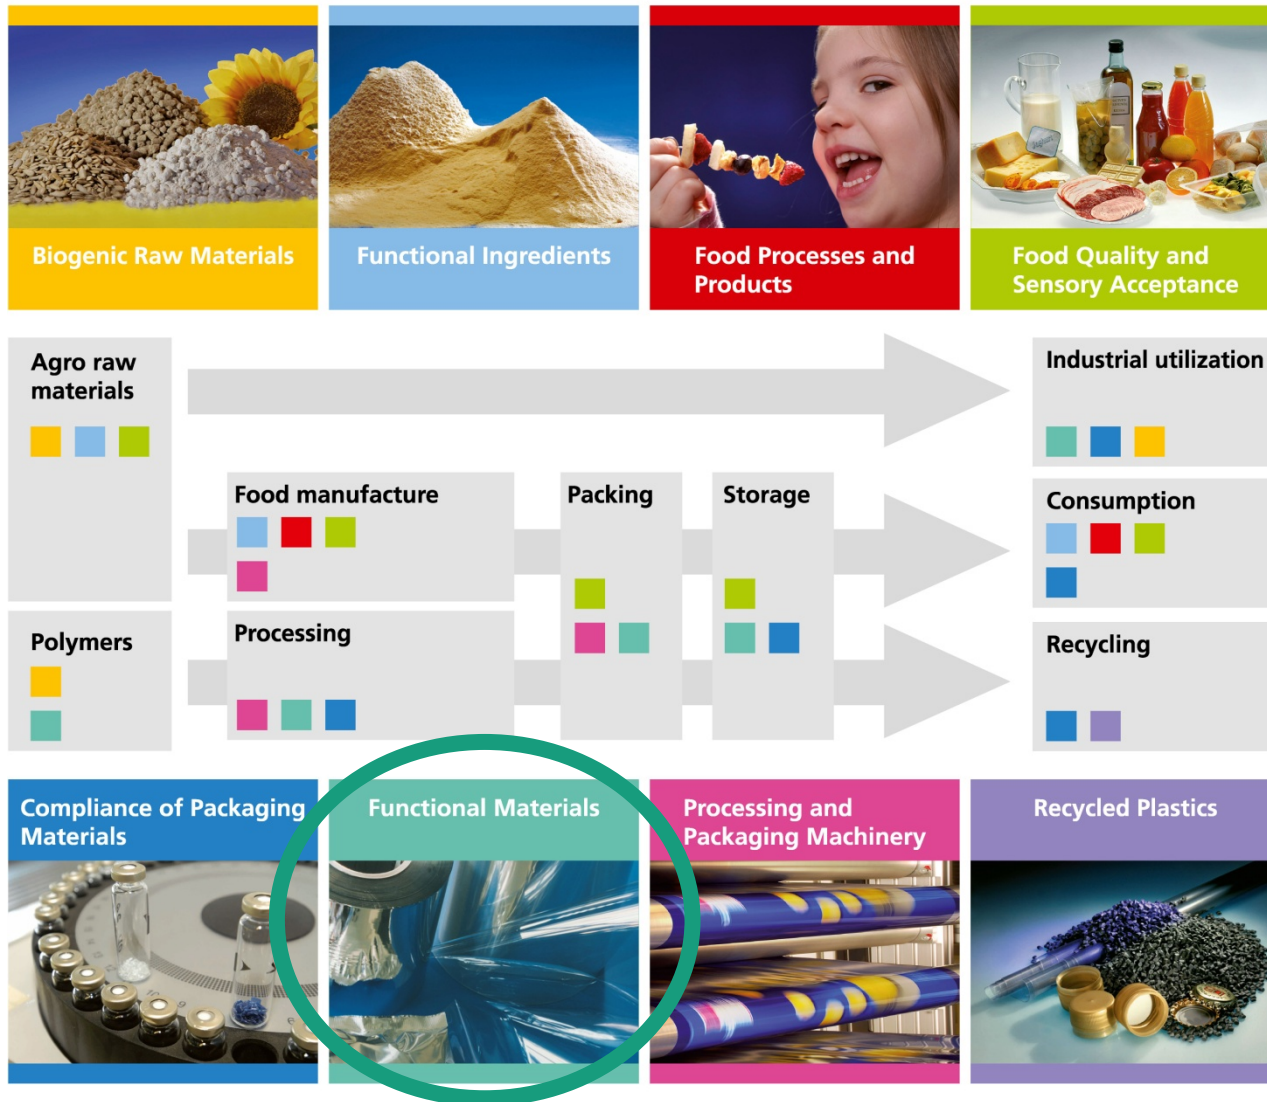 Biogenic Raw Materials
Functional Ingredients
Food Processes and
Products
Food Quality and
Sensory Acceptance
Agro raw
materials
Industrial utilization
Food manufacture
Packing
Storage
Consumption
Polymers
Processing
Recycling
Compliance of Packaging
Materials
Functional Materials
Processing and
Packaging Machinery
Recycled Plastics